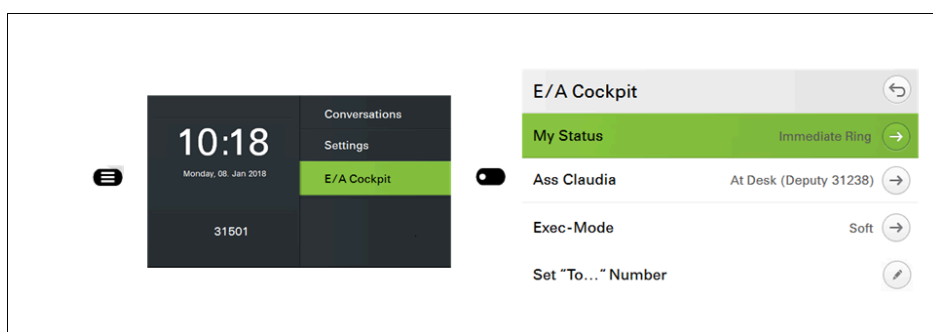 10:18
Monday, 08. Jan 2018
31501
Conversations
Settings
E/A Cockpit
E/A Cockpit
My Status Immediate Ring
Ass Claudia At Desk (Deputy 31238)
Exec-Mode Soft
Set "To..." Number